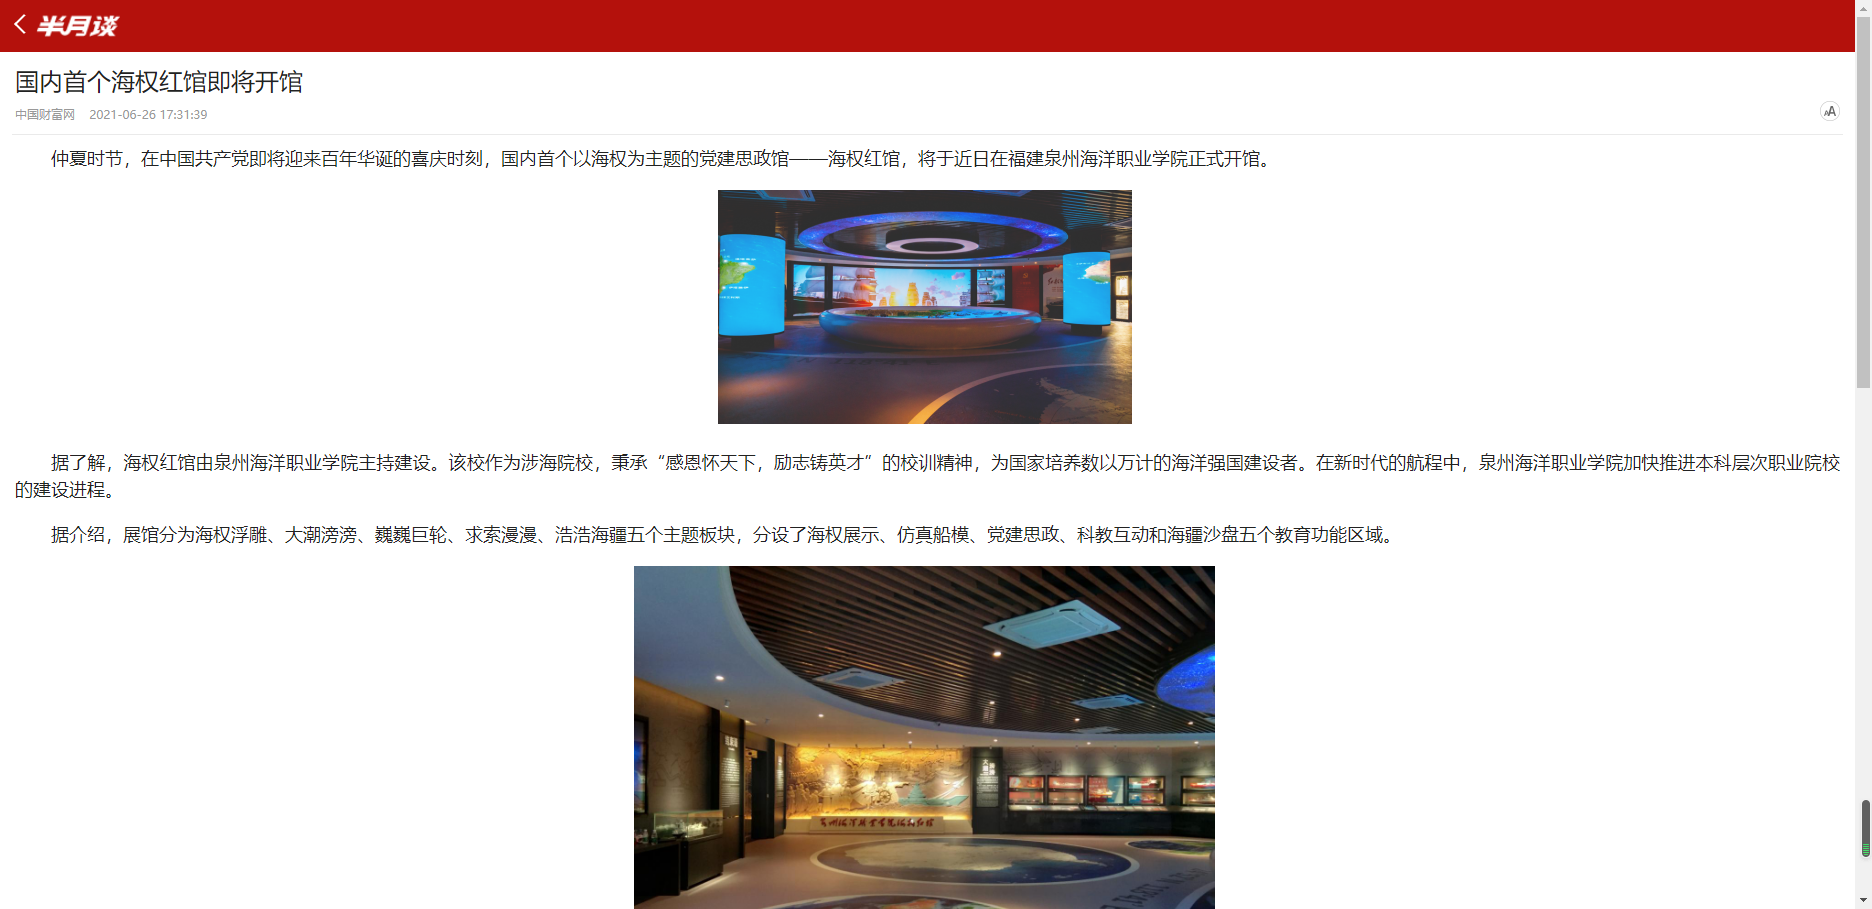 半月谈
国内首个海权红馆即将开馆
中国财富网 2021-06-26 17:31:39
AA
仲夏时节，在中国共产党即将迎来百年华诞的喜庆时刻，国内首个以海权为主题的党建思政馆——海权红馆，将于近日在福建泉州海洋职业学院正式开馆。
据了解，海权红馆由泉州海洋职业学院主持建设。该校作为涉海院校，秉承“感恩怀天下，励志铸英才”的校训精神，为国家培养数以万计的海洋强国建设者。在新时代的航程中，泉州海洋职业学院加快推进本科层次职业院校
的建设进程。
据介绍，展馆分为海权浮雕、大潮滂滂、巍巍巨轮、求索漫漫、浩浩海疆五个主题板块，分设了海权展示、仿真船模、党建思政、科教互动和海疆沙盘五个教育功能区域。
泉州海洋职业学院海权红馆